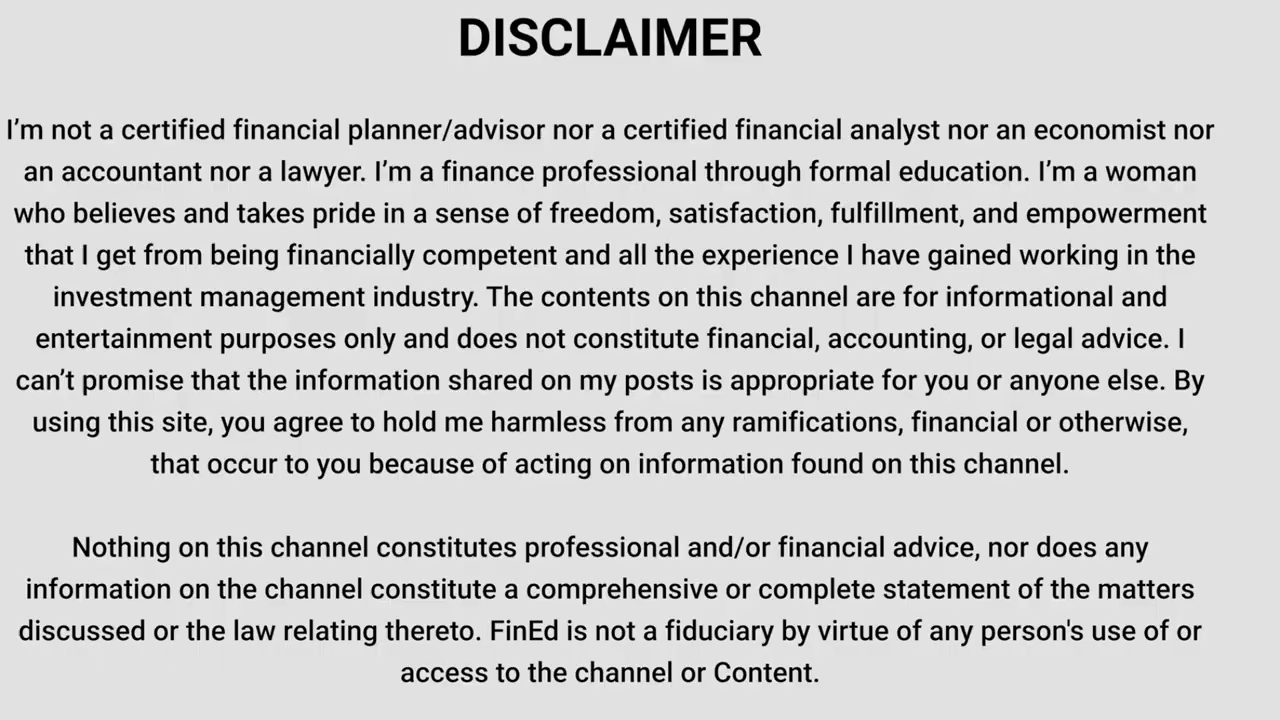 DISCLAIMER
I’m not a certified financial planner/advisor nor a certified financial analyst nor an economist nor
an accountant nor a lawyer. I’m a finance professional through formal education. I’m a woman
who believes and takes pride in a sense of freedom, satisfaction, fulfillment, and empowerment
that I get from being financially competent and all the experience I have gained working in the
investment management industry. The contents on this channel are for informational and
entertainment purposes only and does not constitute financial, accounting, or legal advice. I
can’t promise that the information shared on my posts is appropriate for you or anyone else. By
using this site, you agree to hold me harmless from any ramifications, financial or otherwise,
that occur to you because of acting on information found on this channel.
Nothing on this channel constitutes professional and/or financial advice, nor does any
information on the channel constitute a comprehensive or complete statement of the matters
discussed or the law relating thereto. FinEd is not a fiduciary by virtue of any person's use of or
access to the channel or Content.